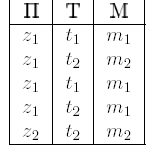 Π T M
z₁ t₁ m₁
z₁ t₂ m₂
z₁ t₁ m₁
z₁ t₂ m₁
z₂ t₂ m₂